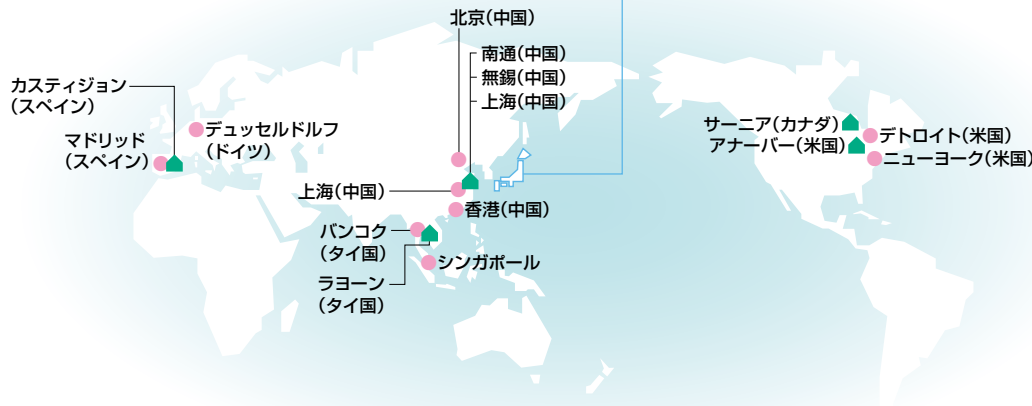 北京(中国)
南通(中国)
無錫(中国)
上海(中国)
カスティジョン
(スペイン)
マドリッド
(スペイン)
デュッセルドルフ
(ドイツ)
上海(中国)
香港(中国)
バンコク
(タイ国)
シンガポール
ラヨーン
(タイ国)
サーニア(カナダ)
アナーバー(米国)
デトロイト(米国)
ニューヨーク(米国)